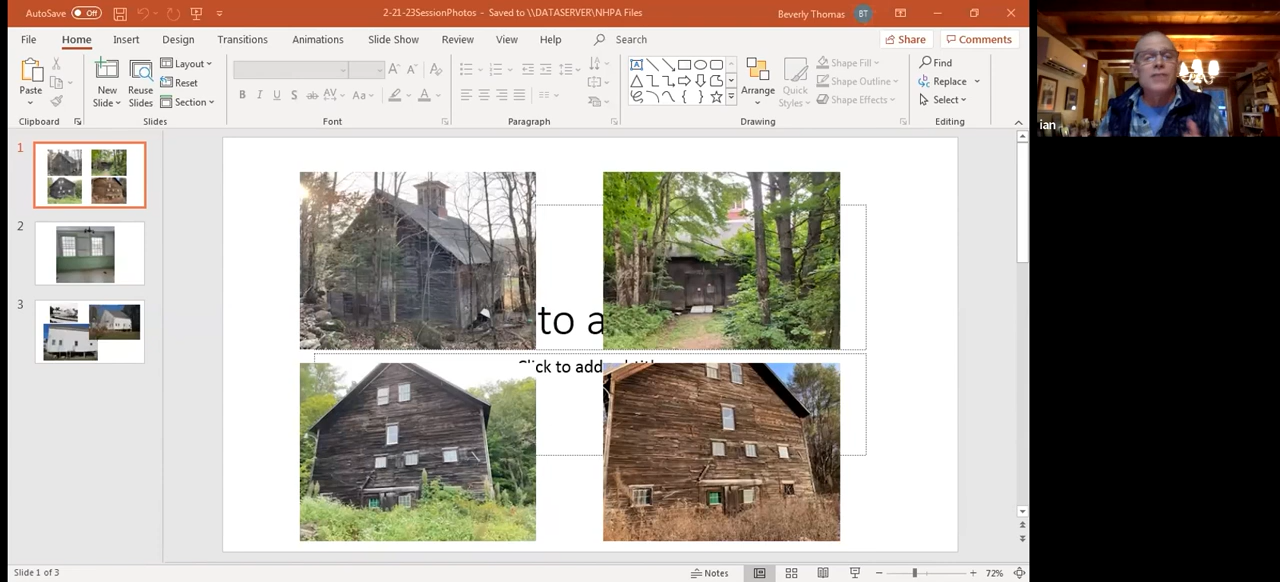 AutoSave Off 2-21-23SessionPhotos - Saved to \\DATASERVER\NHPA Files Beverly Thomas BT
File Home Insert Design Transitions Animations Slide Show Review View Help Search Share Comments
Paste New Slide Reuse Slides Layout Reset Section
B I U S ab AV Aa A A A A
Arrange Quick Styles Shape Fill Shape Outline Shape Effects
Find Replace Select
Clipboard Slides Font Paragraph Drawing Editing
ian
1
2
3
to a
Click to add
Slide 1 of 3 Notes 72%